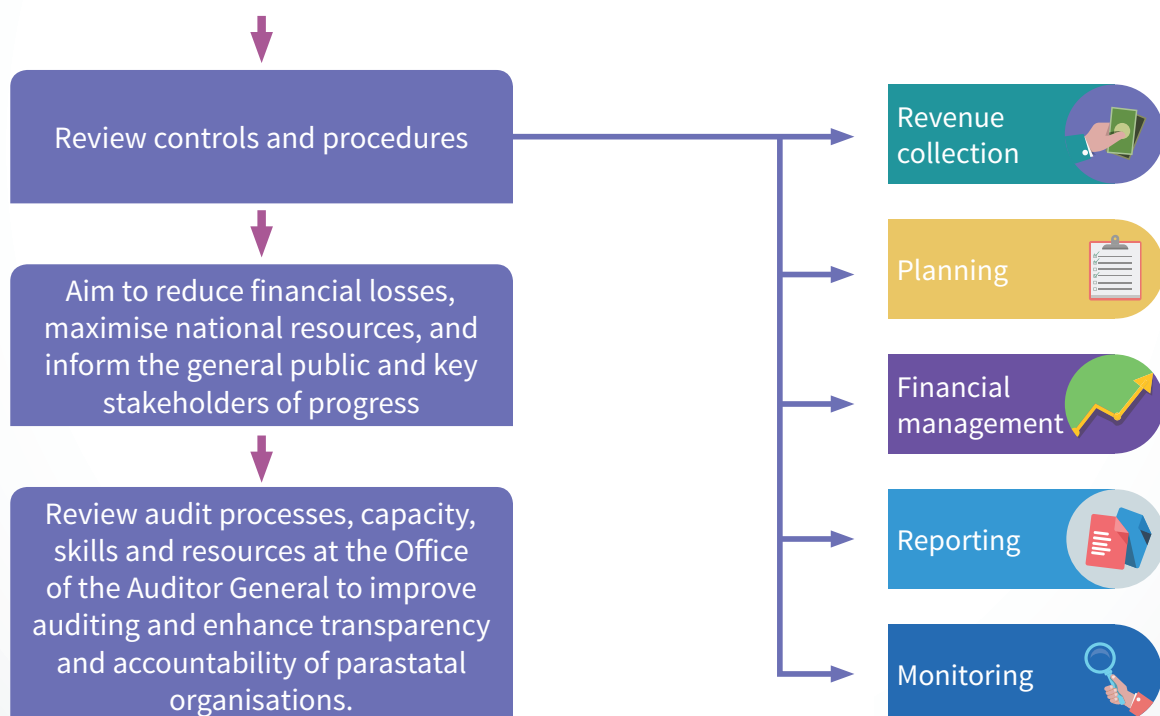 Review controls and procedures
Aim to reduce financial losses,
maximise national resources, and
inform the general public and key
stakeholders of progress
Review audit processes, capacity,
skills and resources at the Office
of the Auditor General to improve
auditing and enhance transparency
and accountability of parastatal
organisations.
Revenue
collection
Planning
Financial
management
Reporting
Monitoring